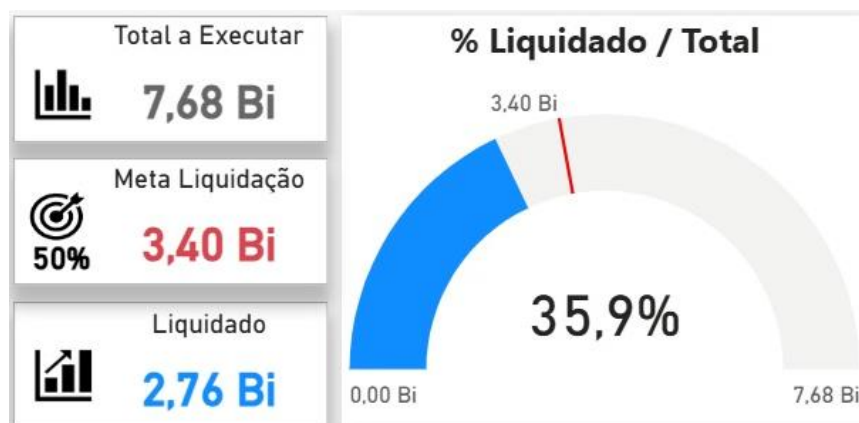 Total a Executar
7,68 Bi
Meta Liquidação
50%
3,40 Bi
Liquidado
2,76 Bi
% Liquidado / Total
3,40 Bi
35,9%
0,00 Bi
7,68 Bi